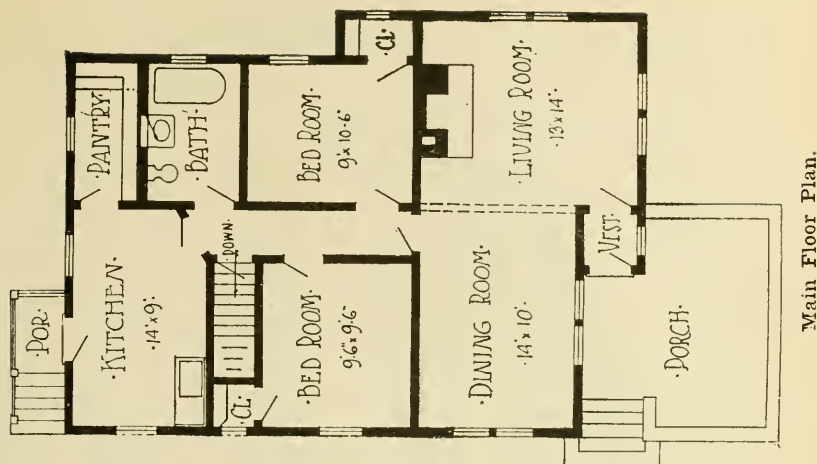 ·PANTRY·
·BATH·
BED ROOM·
9'x 10-6"
CL
·LIVING ROOM·
·13'x14'·
·POR·
·KITCHEN·
·14'x 9'·
·DOWN·
·BED ROOM·
9'6"x 9'6"
·CL·
·DINING ROOM·
·14'x 10'·
·VEST·
·PORCH·
Main Floor Plan.